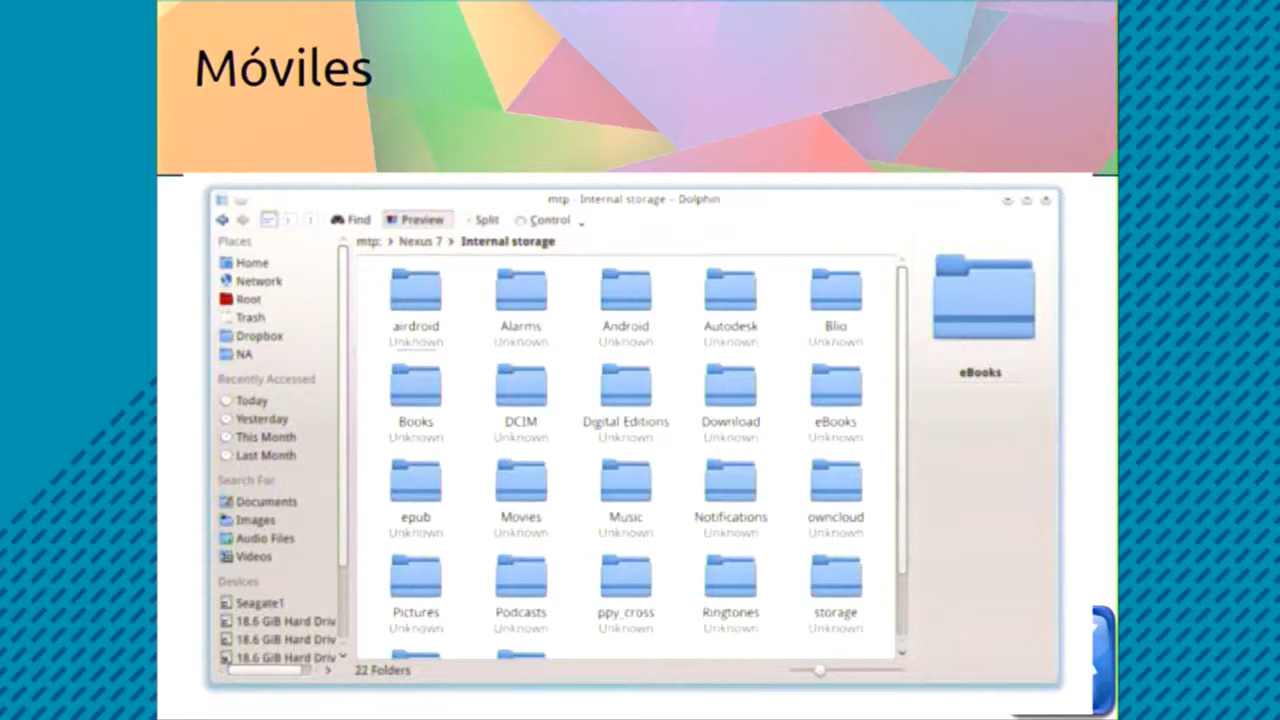 Móviles
mtp - Internal storage – Dolphin
Find Preview Split Control
Places
Home
Network
Root
Trash
Dropbox
NA
Recently Accessed
Today
Yesterday
This Month
Last Month
Search For
Documents
Images
Audio Files
Videos
Devices
Seagate1
18.6 GiB Hard Driv
18.6 GiB Hard Driv
18.6 GiB Hard Driv
mtp: > Nexus 7 > Internal storage
airdroid Alarms Android Autodesk Blio
Unknown Unknown Unknown Unknown Unknown
Books DCIM Digital Editions Download eBooks
Unknown Unknown Unknown Unknown Unknown
epub Movies Music Notifications owncloud
Unknown Unknown Unknown Unknown Unknown
Pictures Podcasts ppy_cross Ringtones storage
Unknown Unknown Unknown Unknown Unknown
22 Folders
eBooks